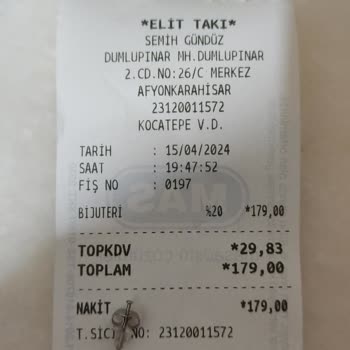 *ELİT TAKI*
SEMİH GÜNDÜZ
DUMLUPINAR MH.DUMLUPINAR
2.CD.NO:26/C MERKEZ
AFYONKARAHİSAR
23120011572
KOCATEPE V.D.
TARİH : 15/04/2024
SAAT : 19:47:52
FİŞ NO : 0197
BİJUTERİ %20 *179,00
TOPKDV *29,83
TOPLAM *179,00
NAKİT *179,00
NO: 23120011572